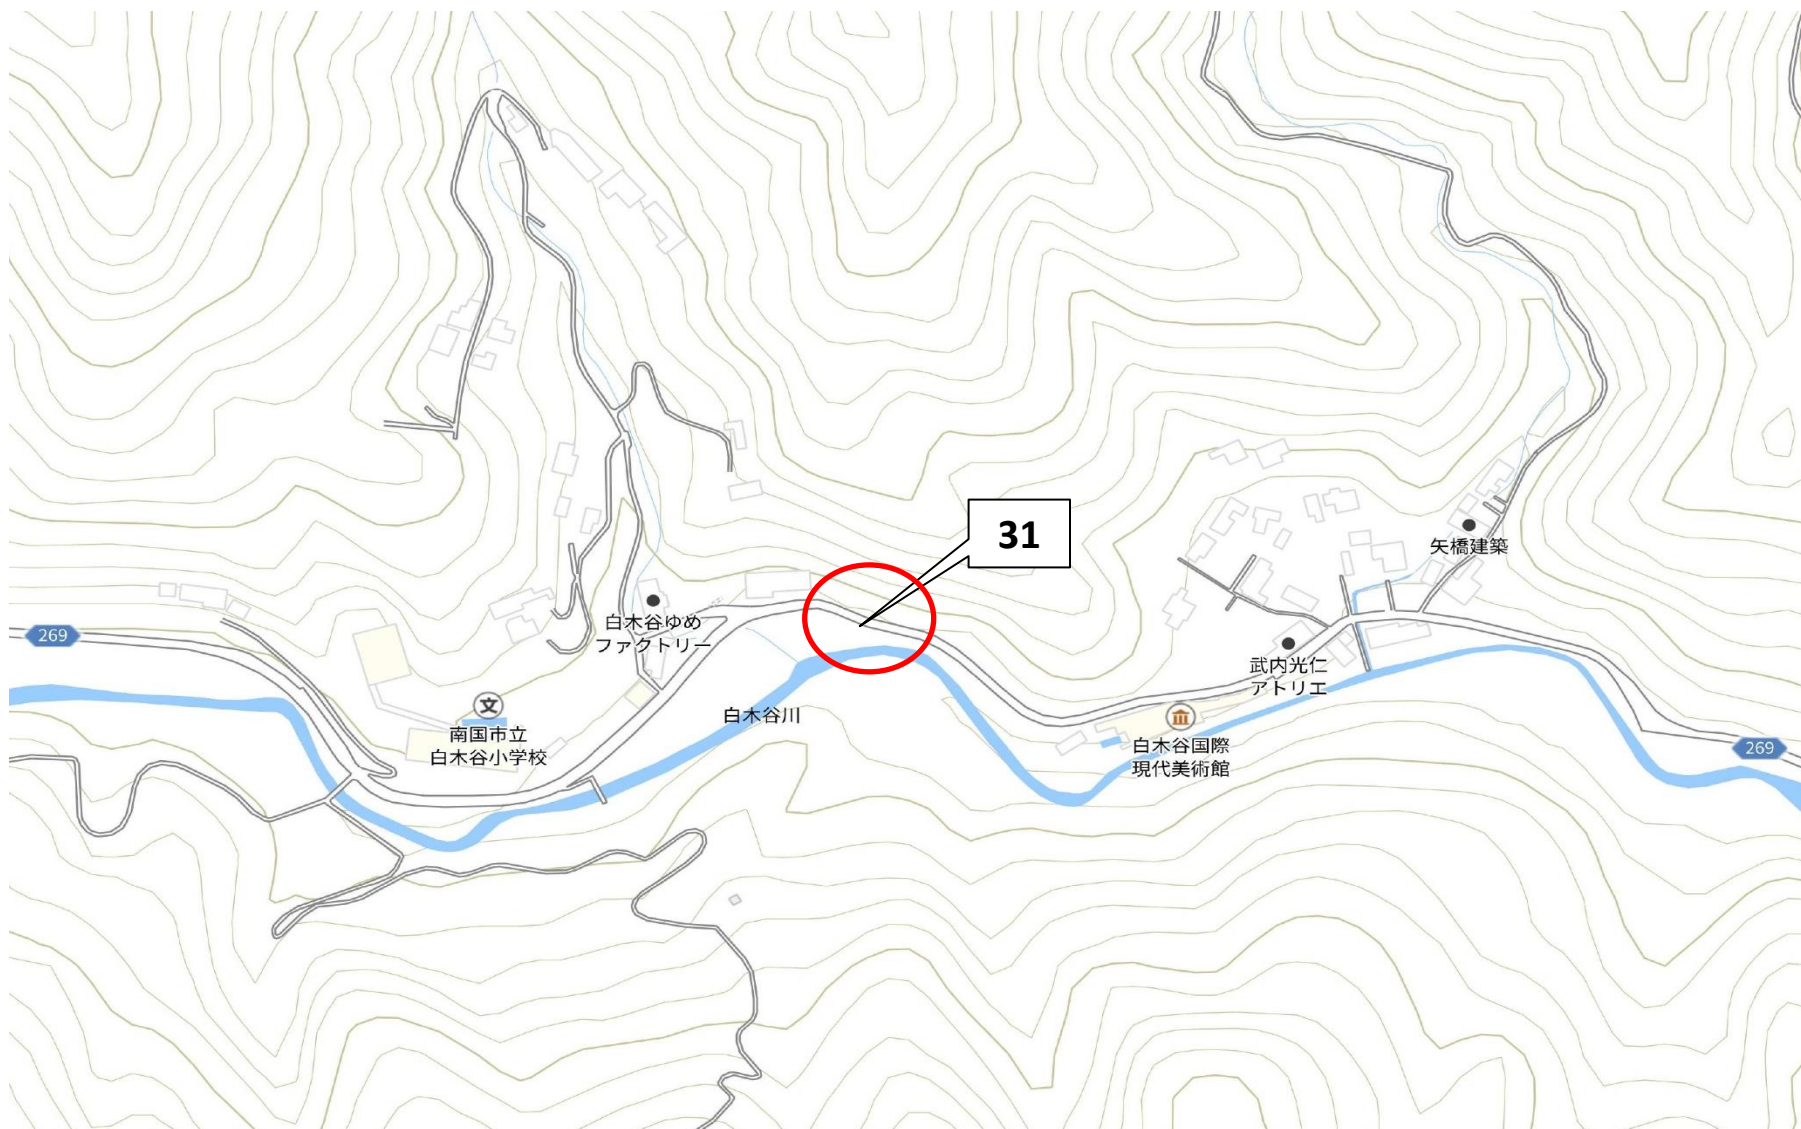 31
矢橋建築
269
白木谷ゆめ
ファクトリー
武内光仁
アトリエ
白木谷川
南国市立
白木谷小学校
白木谷国際
現代美術館
269
文